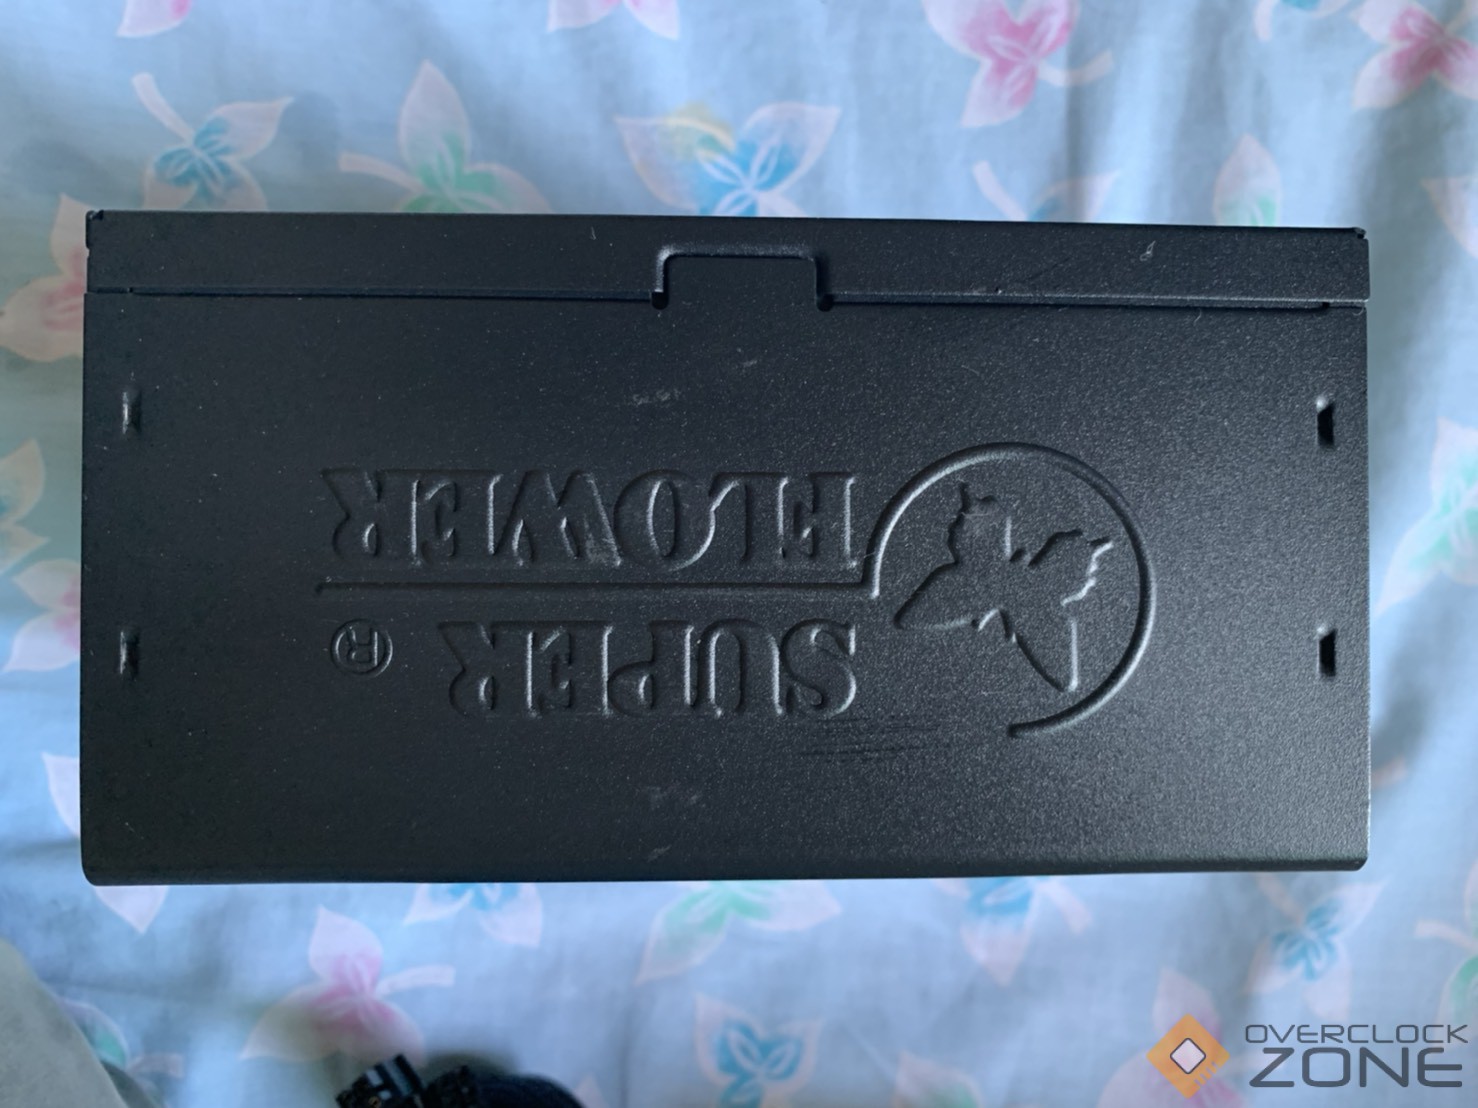 SUPER ®
FLOWER
OVERCLOCK
ZONE